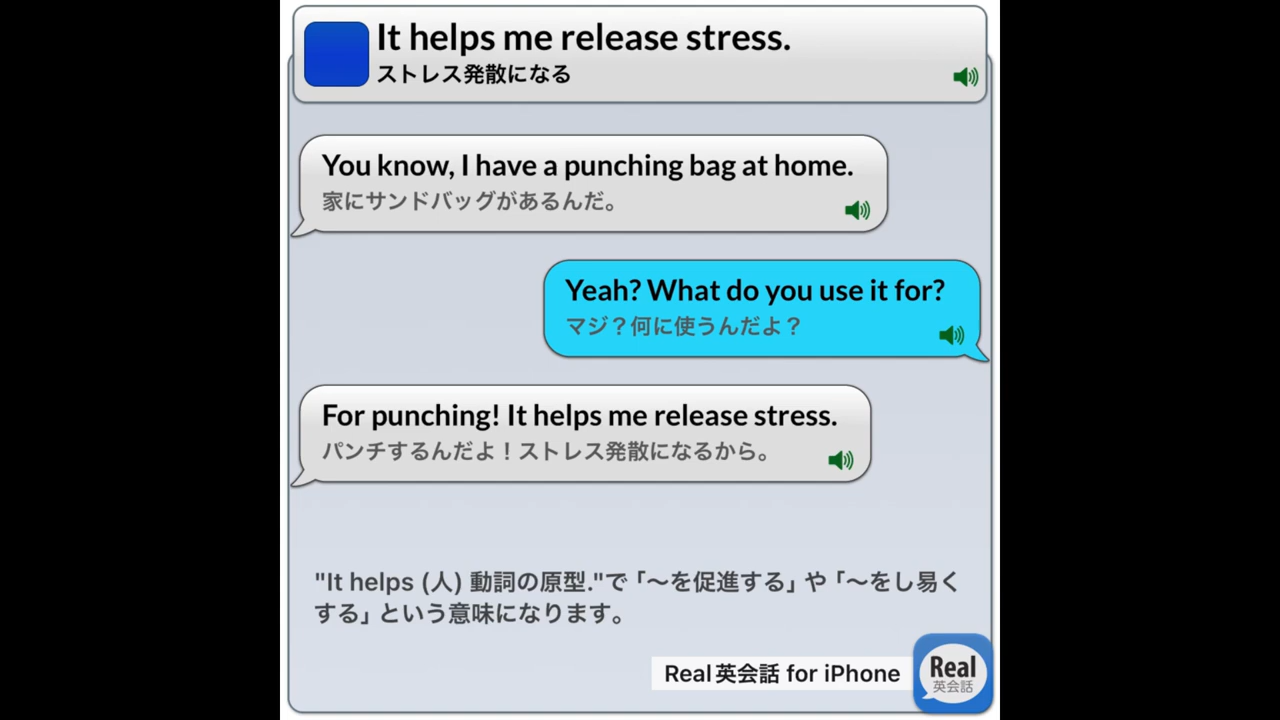 It helps me release stress.
ストレス発散になる
You know, I have a punching bag at home.
家にサンドバッグがあるんだ。
Yeah? What do you use it for?
マジ？何に使うんだよ？
For punching! It helps me release stress.
パンチするんだよ！ストレス発散になるから。
"It helps (人) 動詞の原型."で「〜を促進する」や「〜をし易く
する」という意味になります。
Real英会話 for iPhone
Real
英会話